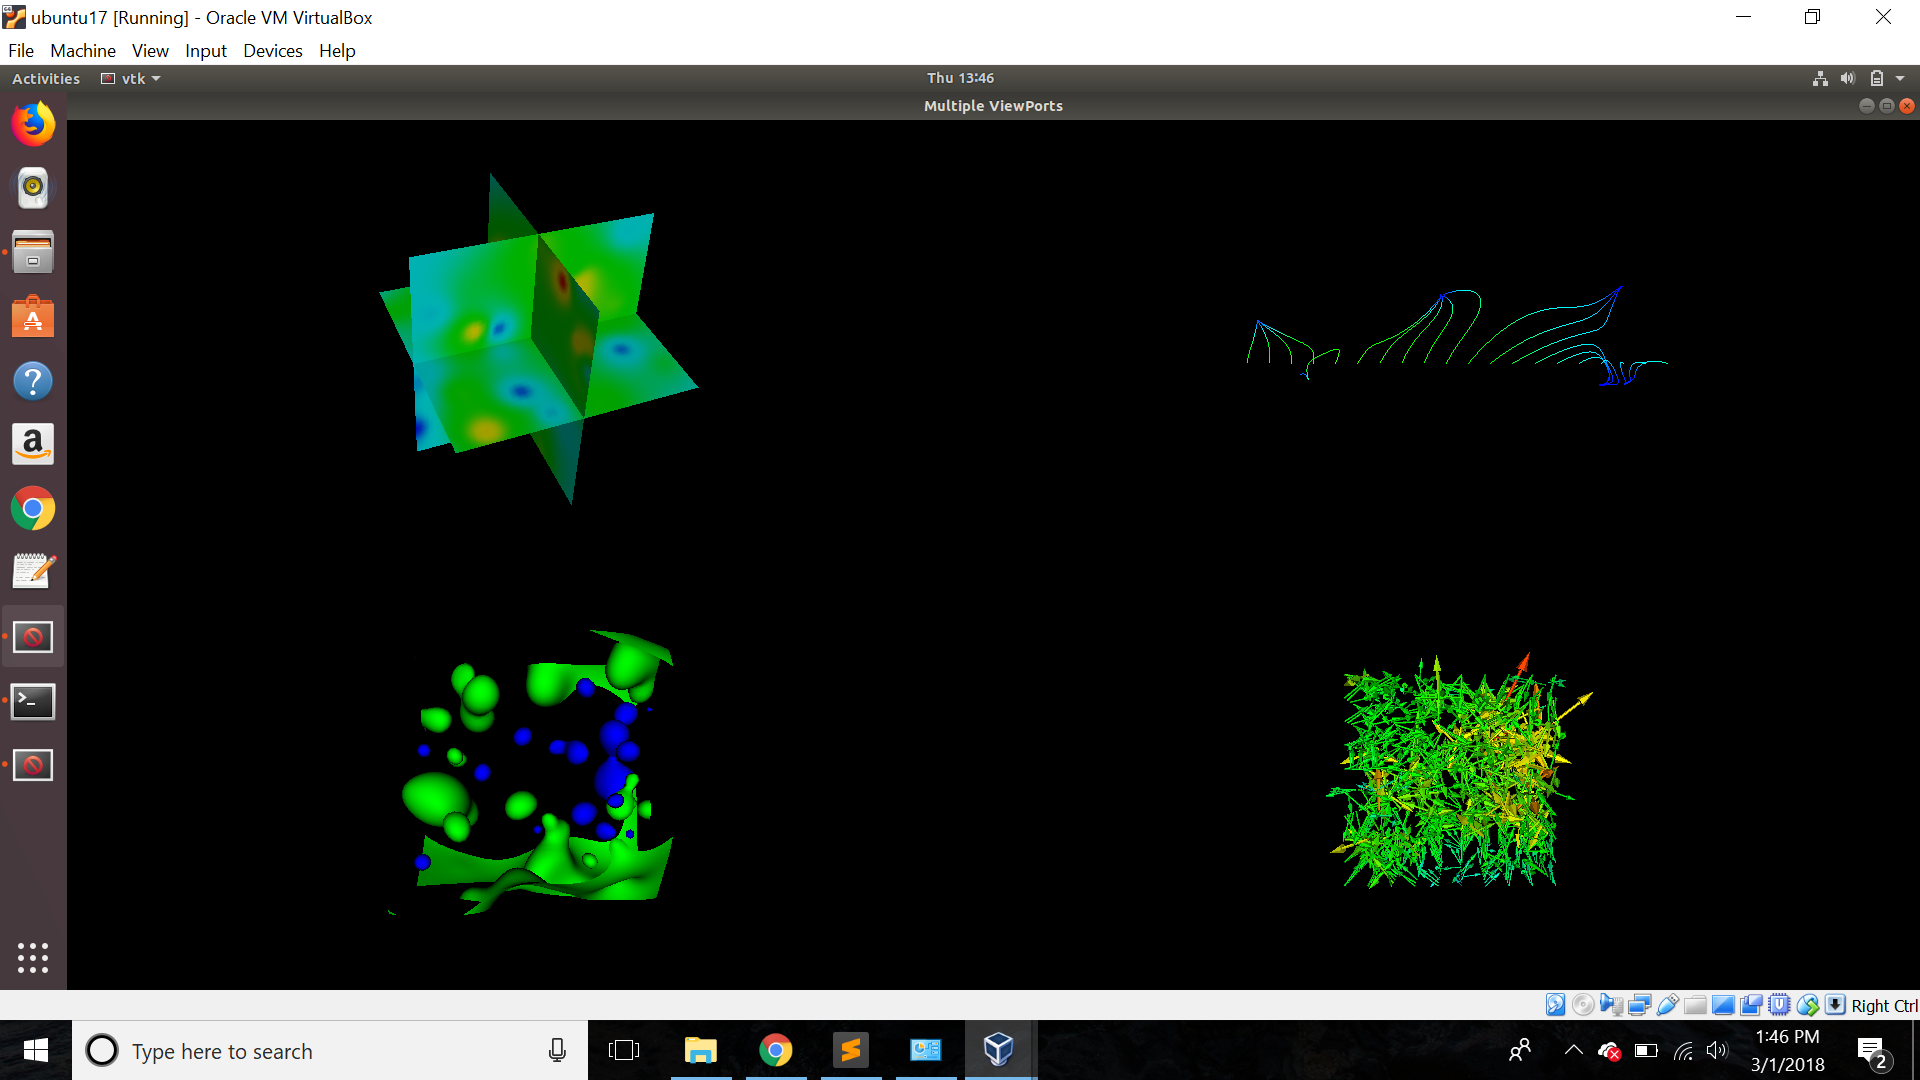 ubuntu17 [Running] - Oracle VM VirtualBox
File Machine View Input Devices Help
Activities vtk Thu 13:46
Multiple ViewPorts
Right Ctrl
Type here to search
1:46 PM
3/1/2018
2